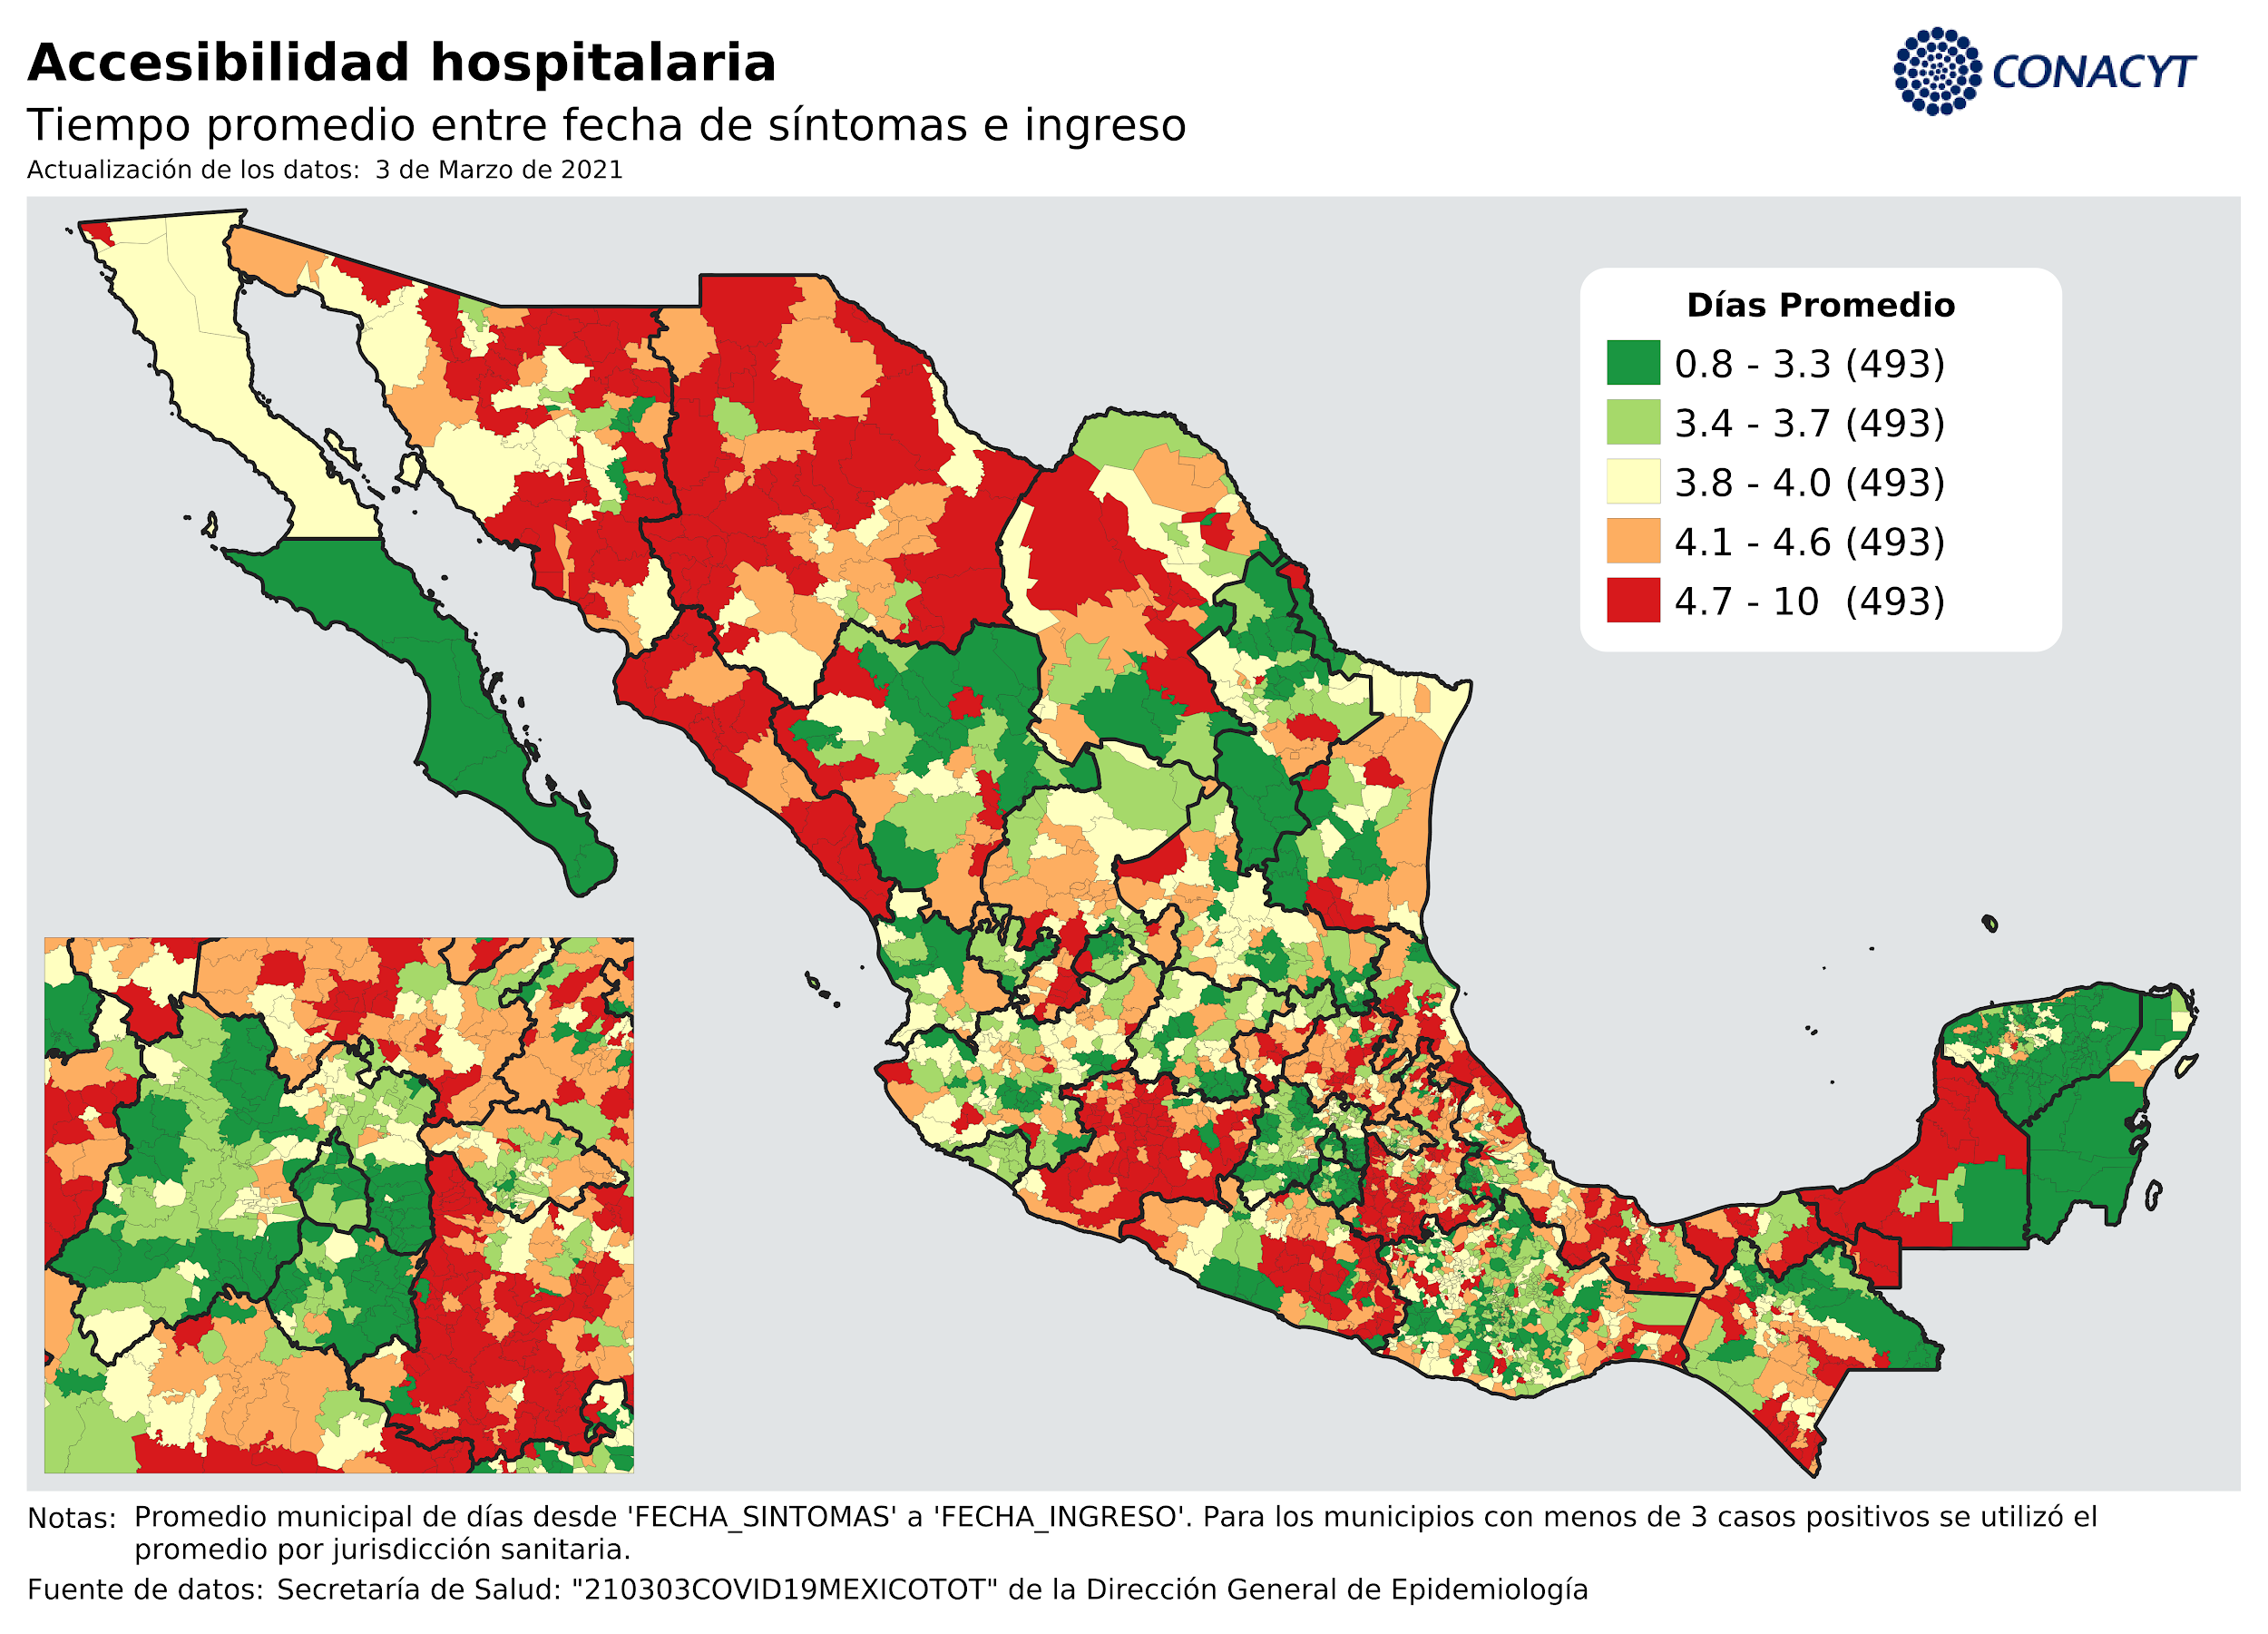 Accesibilidad hospitalaria
CONACYT
Tiempo promedio entre fecha de síntomas e ingreso
Actualización de los datos: 3 de Marzo de 2021
Días Promedio
0.8 - 3.3 (493)
3.4 - 3.7 (493)
3.8 - 4.0 (493)
4.1 - 4.6 (493)
4.7 - 10 (493)
Notas: Promedio municipal de días desde 'FECHA_SINTOMAS' a 'FECHA_INGRESO'. Para los municipios con menos de 3 casos positivos se utilizó el
promedio por jurisdicción sanitaria.
Fuente de datos: Secretaría de Salud: "210303COVID19MEXICOTOT" de la Dirección General de Epidemiología